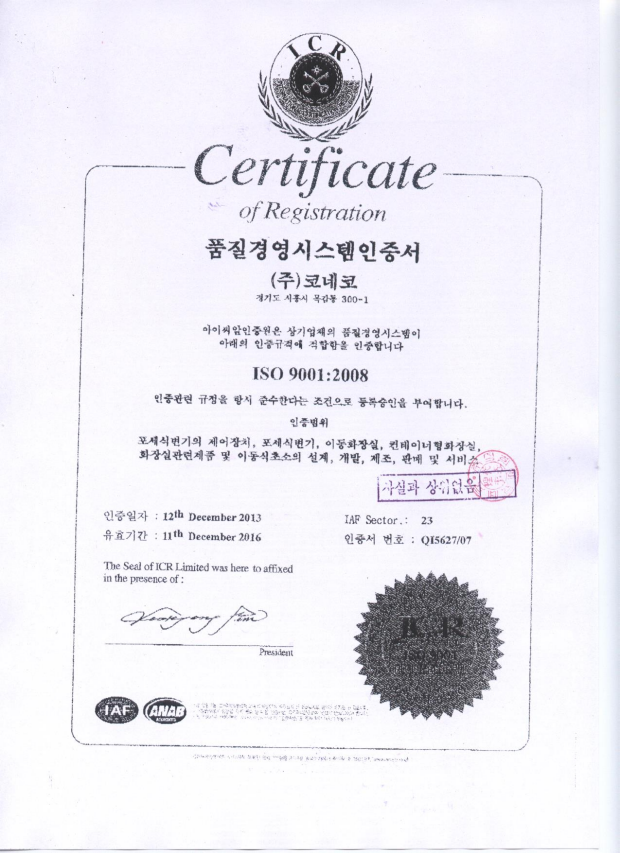 ICR
Certificate
of Registration
품질경영시스템인증서
(주)코네코
경기도 시흥시 목감동 300-1
아이씨알인증원은 상기업체의 품질경영시스템이
아래의 인증규격에 적합함을 인증합니다
ISO 9001:2008
인증관련 규정을 항시 준수한다는 조건으로 등록승인을 부여합니다.
인증범위
포세식변기의 제어장치, 포세식변기, 이동화장실, 컨테이너형화장실,
화장실관련제품 및 이동식초소의 설계, 개발, 제조, 판매 및 서비스
사실과 상위없음
인증일자 : 12th December 2013
IAF Sector.: 23
유효기간 : 11th December 2016
인증서 번호 : QI5627/07
The Seal of ICR Limited was here to affixed
in the presence of :
President
ICR
ISO 9001
IAF
ANAB